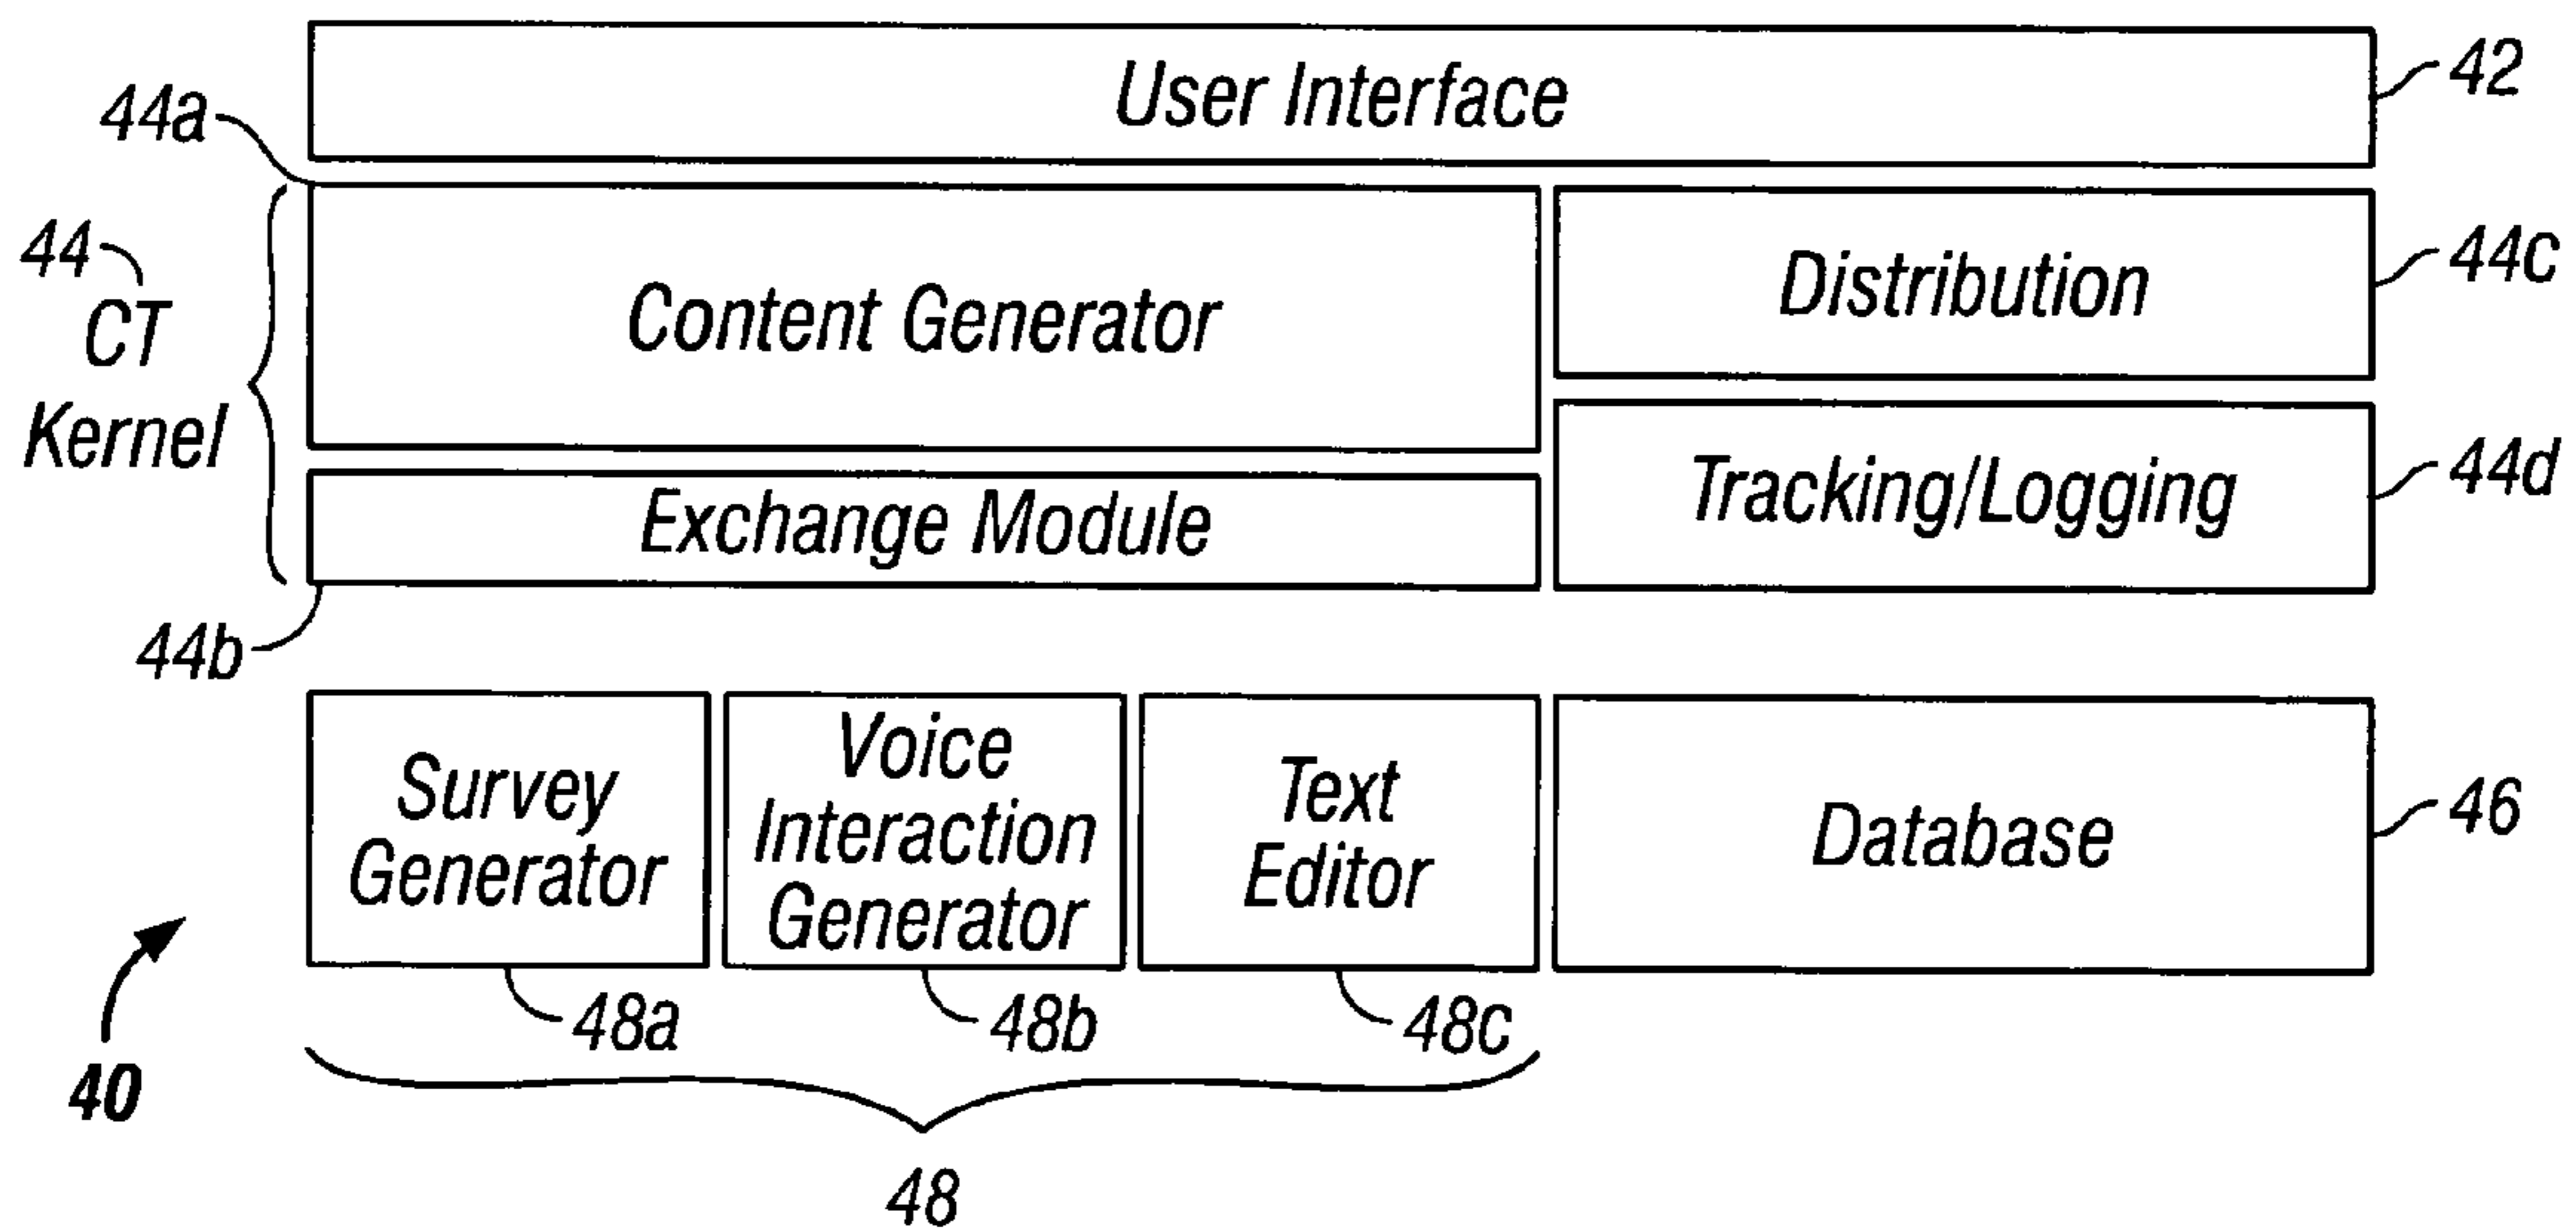 User Interface
42
44a
44
CT
Kernel
Content Generator
Distribution
44c
Exchange Module
Tracking/Logging
44d
44b
Survey
Generator
Voice
Interaction
Generator
Text
Editor
Database
46
48a
48b
48c
40
48